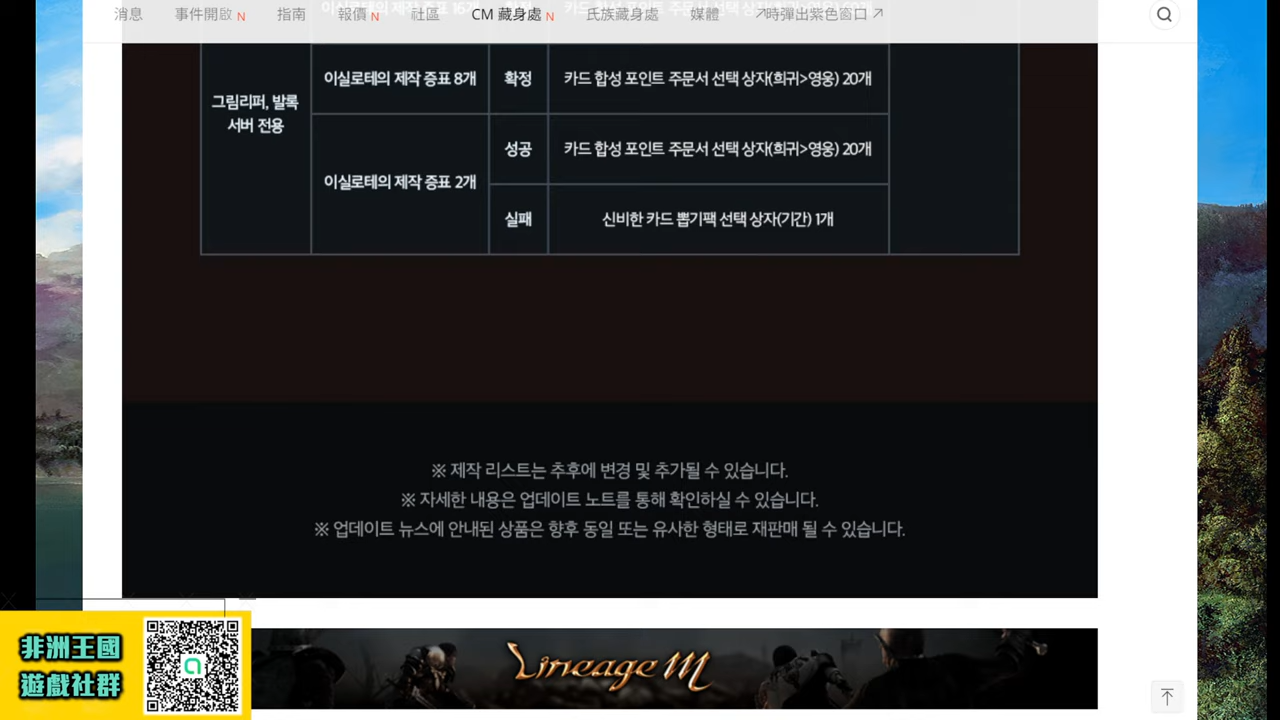 消息 事件開啟 N 指南 報價 N 社區 CM 藏身處 N 氏族藏身處 媒體 時彈出紫色窗口
그림리퍼, 발록
서버 전용
이실로테의 제작 증표 8개 확정 카드 합성 포인트 주문서 선택 상자(희귀>영웅) 20개
이실로테의 제작 증표 2개
성공 카드 합성 포인트 주문서 선택 상자(희귀>영웅) 20개
실패 신비한 카드 뽑기팩 선택 상자(기간) 1개
※ 제작 리스트는 추후에 변경 및 추가될 수 있습니다.
※ 자세한 내용은 업데이트 노트를 통해 확인하실 수 있습니다.
※ 업데이트 뉴스에 안내된 상품은 향후 동일 또는 유사한 형태로 재판매 될 수 있습니다.
非洲王國
遊戲社群
Lineage M